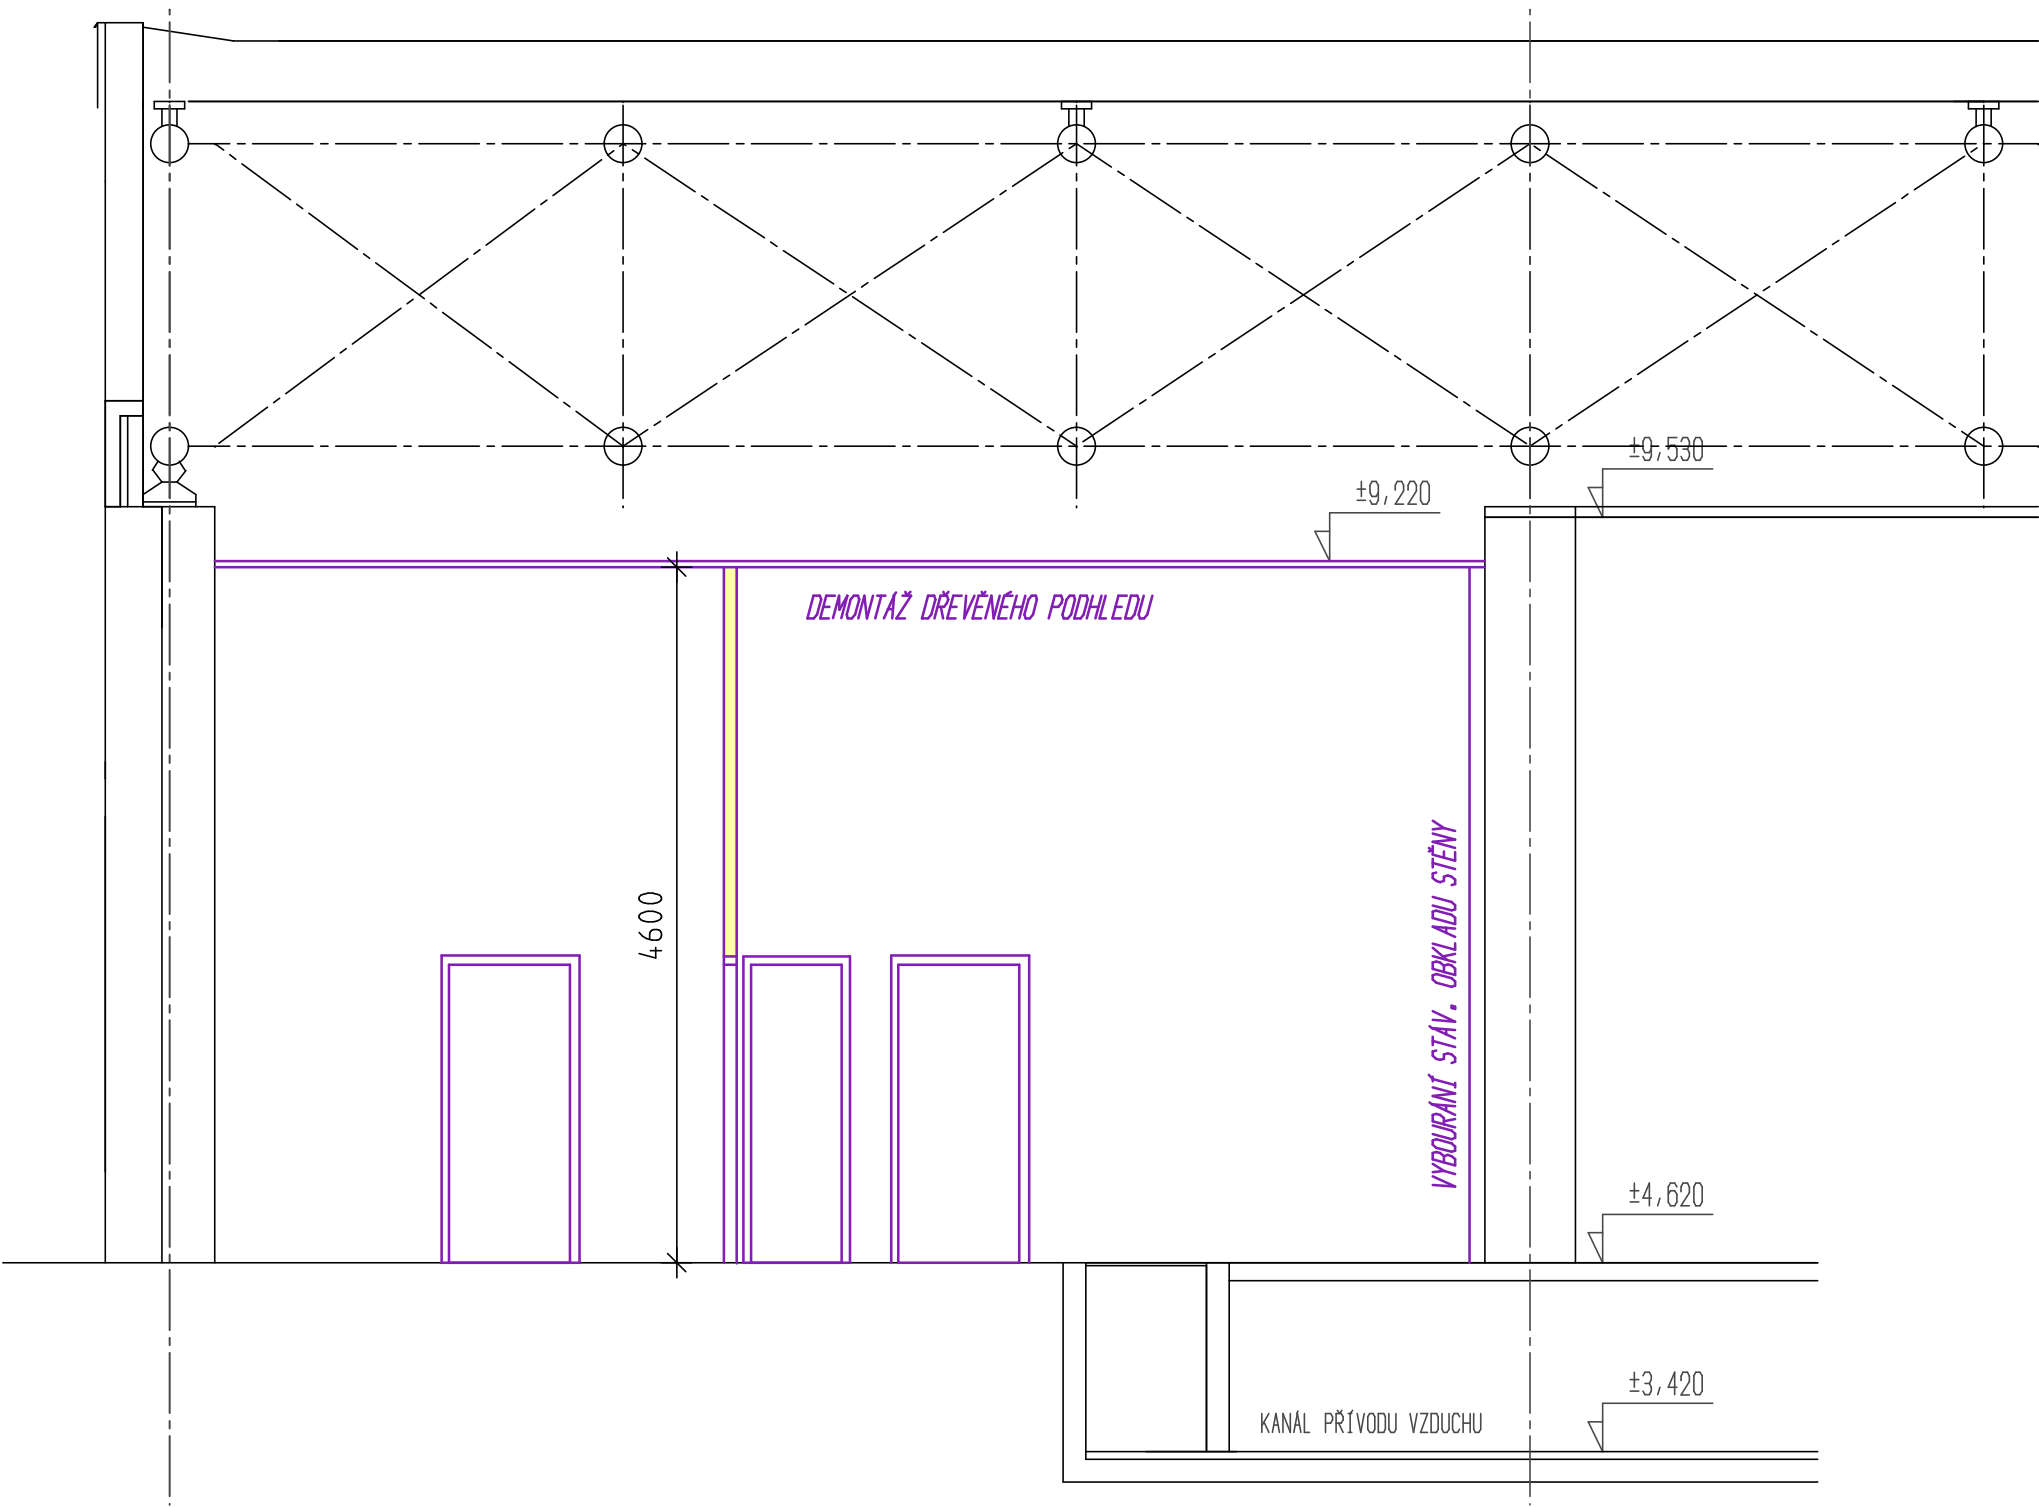 ±9,530
±9,220
DEMONTÁŽ DŘEVĚNÉHO PODHLEDU
4600
VYBOURÁNÍ STÁV. OBKLADU STĚNY
±4,620
±3,420
KANÁL PŘÍVODU VZDUCHU